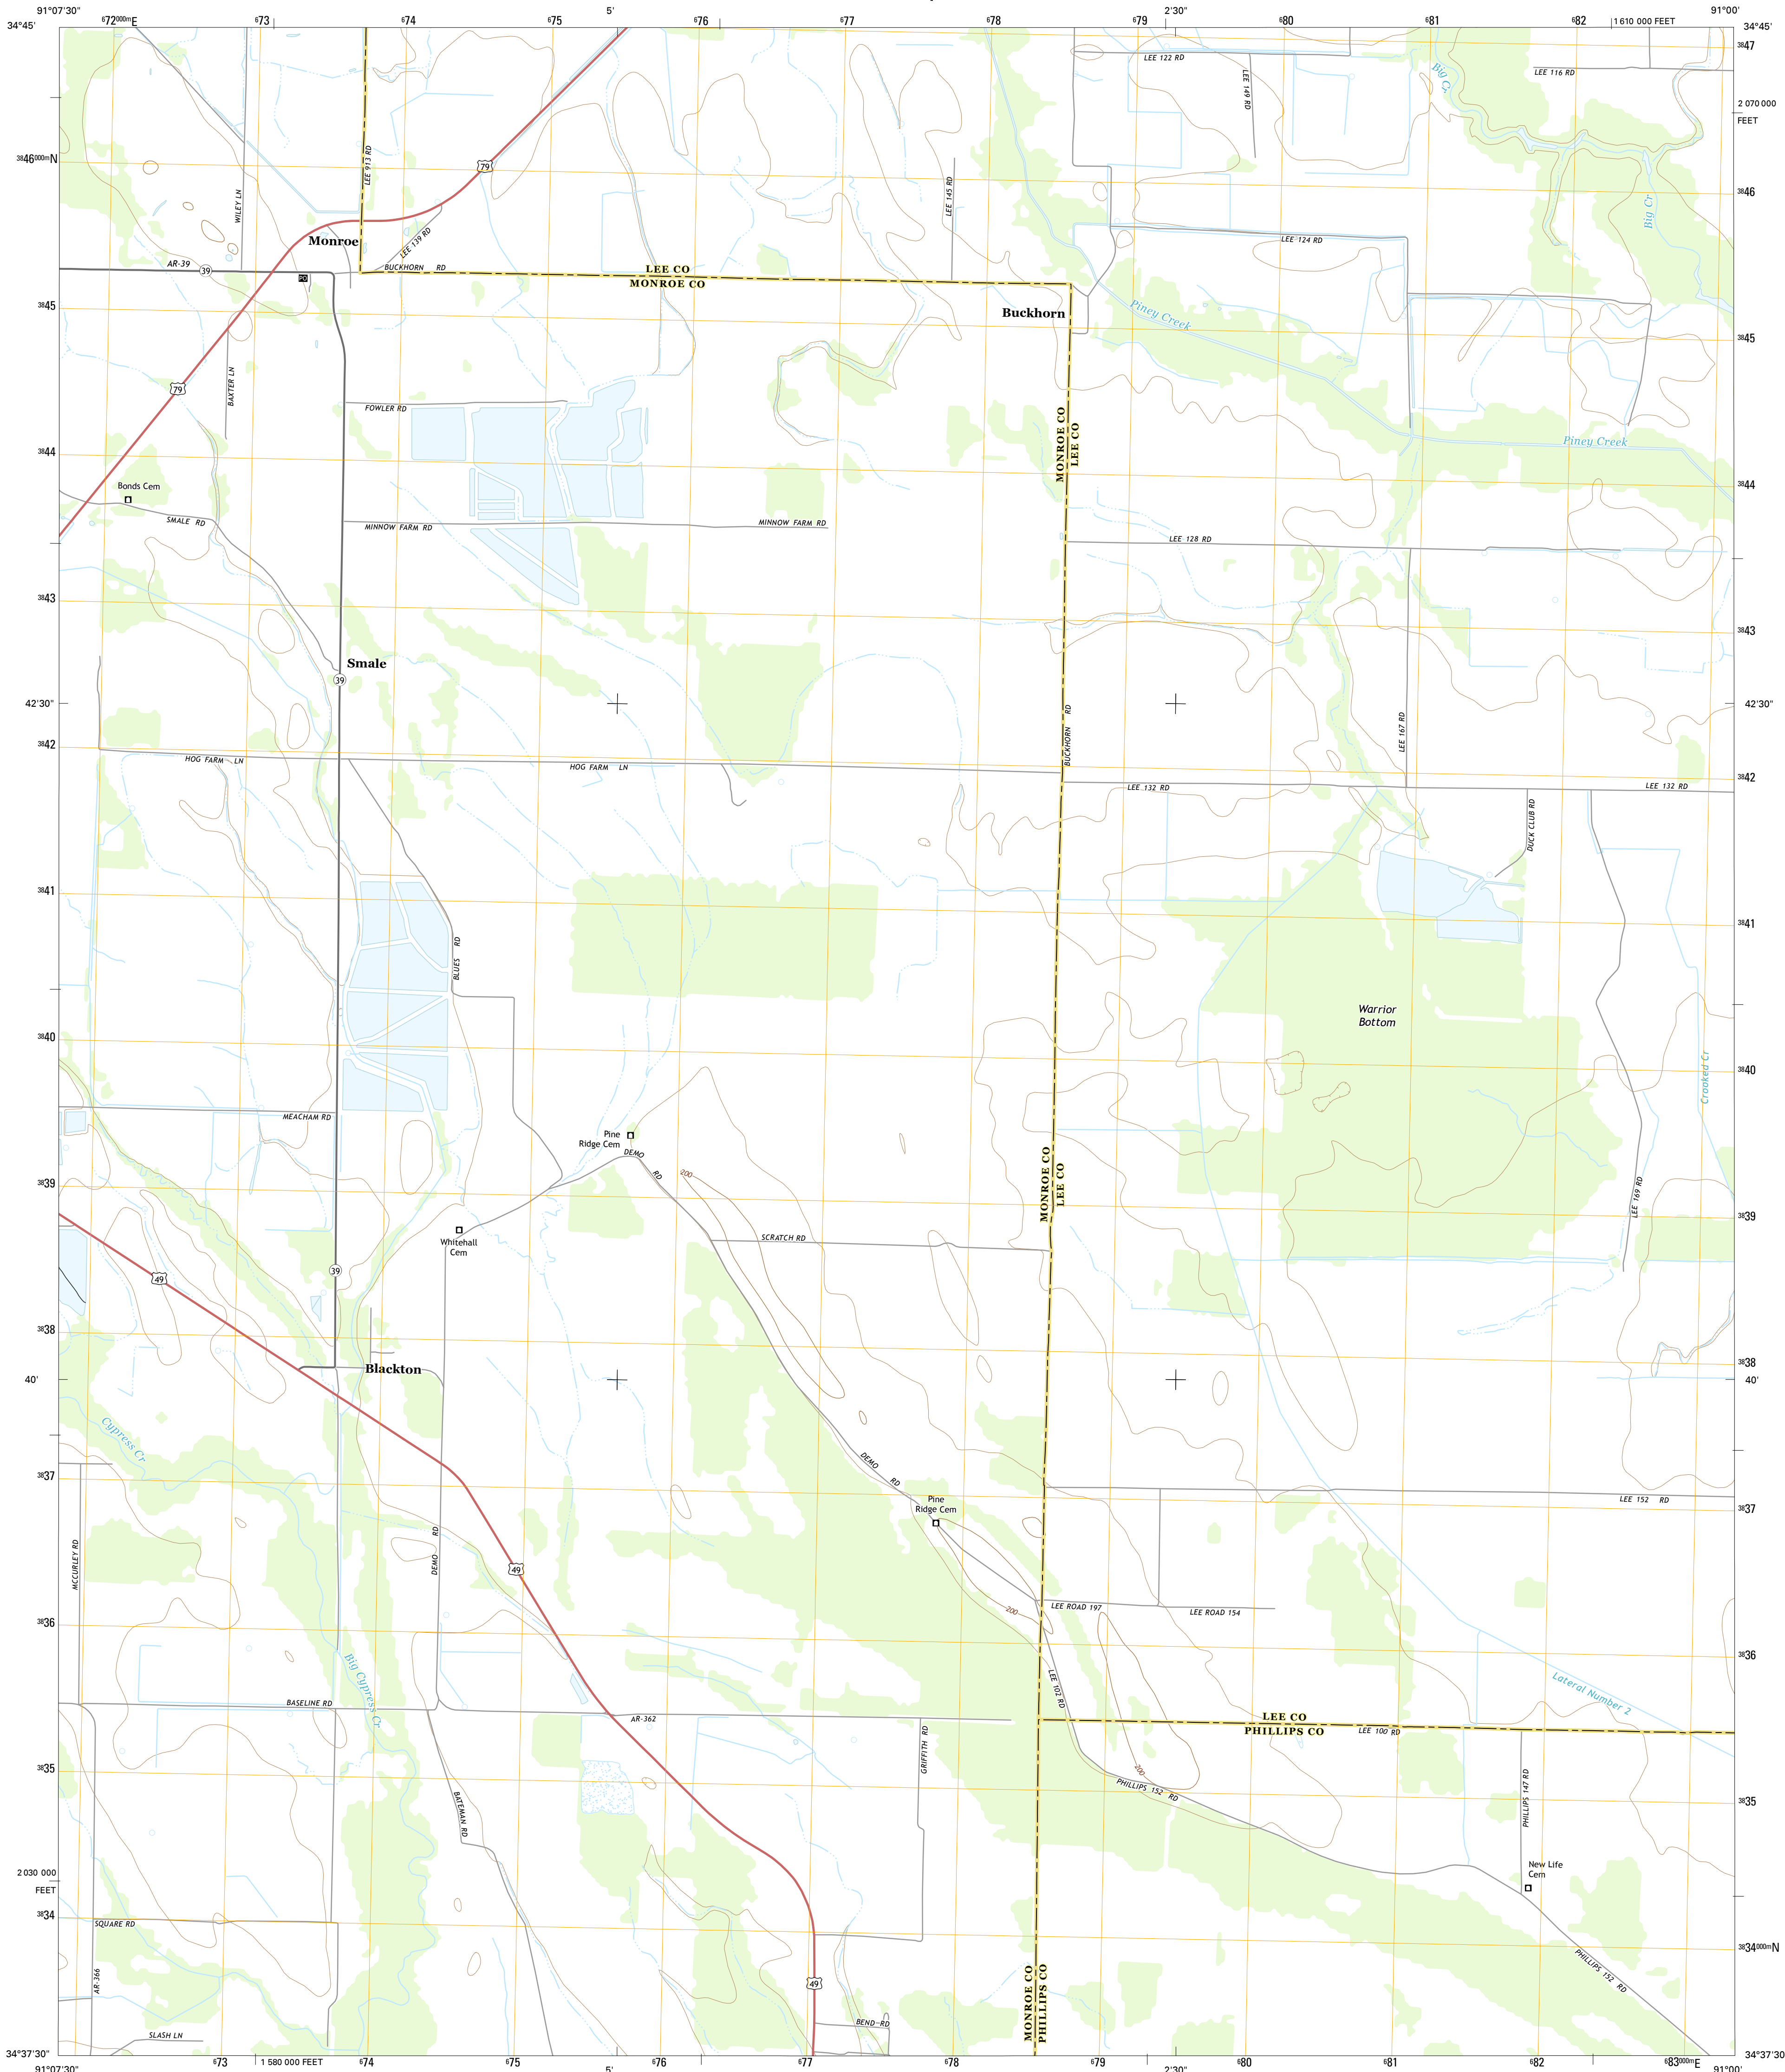 91°07'30"
⁶72⁰⁰⁰ᵐE
⁶73
⁶74
⁶75
5'
⁶76
⁶77
⁶78
⁶79
2'30"
⁶80
⁶81
⁶82
1 610 000 FEET
91°00'
34°45'
34°45'
³⁸47
LEE 122 RD
LEE 149 RD
Big Cr
LEE 116 RD
2 070 000
FEET
³⁸46⁰⁰⁰ᵐN
LEE 913 RD
79
WILEY LN
LEE 145 RD
³⁸46
Big Cr
Monroe
LEE 139 RD
LEE 124 RD
AR-39
39
PO
BUCKHORN RD
LEE CO
MONROE CO
³⁸45
Buckhorn
Piney Creek
³⁸45
BAXTER LN
79
FOWLER RD
MONROE CO
LEE CO
Piney Creek
³⁸44
Bonds Cem
³⁸44
SMALE RD
MINNOW FARM RD
MINNOW FARM RD
LEE 128 RD
³⁸43
³⁸43
Smale
39
42'30"
42'30"
BUCKHORN RD
LEE 167 RD
³⁸42
HOG FARM LN
HOG FARM LN
³⁸42
LEE 132 RD
LEE 132 RD
DUCK CLUB RD
³⁸41
³⁸41
BLUES RD
Warrior
Bottom
³⁸40
³⁸40
Crooked Cr
MEACHAM RD
Pine
Ridge Cem
DEMO RD
200
MONROE CO
LEE CO
³⁸39
LEE 169 RD
³⁸39
Whitehall
Cem
SCRATCH RD
49
39
³⁸38
Blackton
³⁸38
40'
40'
Cypress Cr
DEMO RD
³⁸37
Pine
Ridge Cem
LEE 152 RD
³⁸37
MCCURLEY RD
DEMO RD
49
LEE ROAD 197
LEE ROAD 154
200
³⁸36
³⁸36
Big Cypress Cr
LEE 102 RD
Lateral Number 2
BASELINE RD
AR-362
LEE CO
PHILLIPS CO
LEE 100 RD
GRIFFITH RD
³⁸35
200
PHILLIPS 152 RD
PHILLIPS 147 RD
³⁸35
BATEMAN RD
New Life
Cem
2 030 000
FEET
³⁸34
SQUARE RD
³⁸34⁰⁰⁰ᵐN
AR-366
49
MONROE CO
PHILLIPS CO
PHILLIPS 152 RD
BEND RD
SLASH LN
34°37'30"
34°37'30
91°07'30"
⁶73
1 580 000 FEET
⁶74
⁶75
5'
⁶76
⁶77
⁶78
⁶79
2'30"
⁶80
⁶81
⁶82
⁶83⁰⁰⁰ᵐE
91°00'